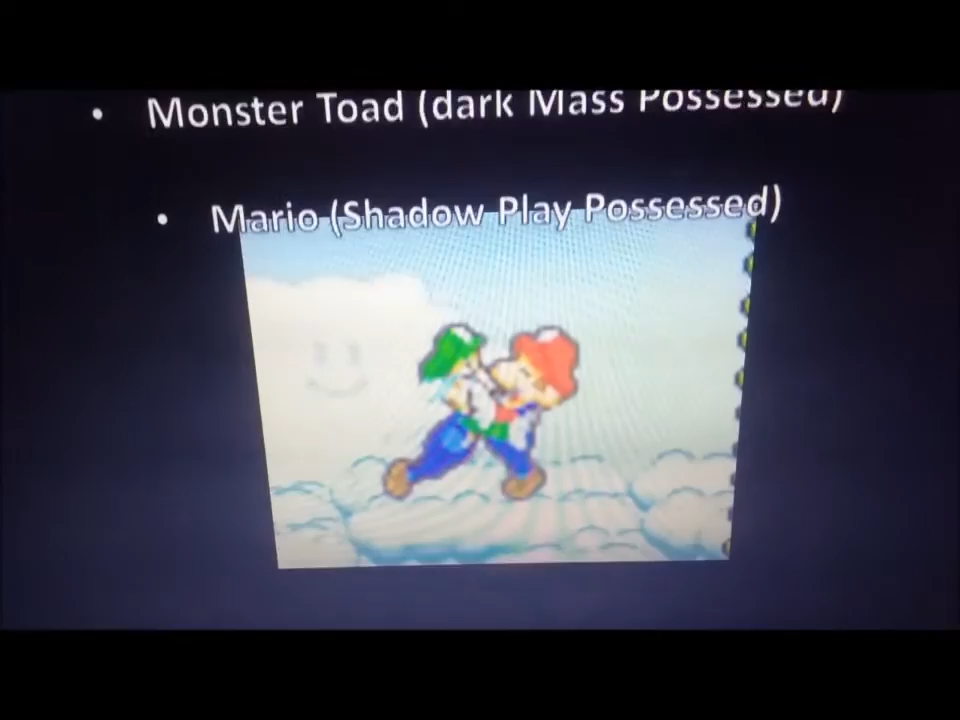 • Monster Toad (dark Mass Possessed)
• Mario (Shadow Play Possessed)